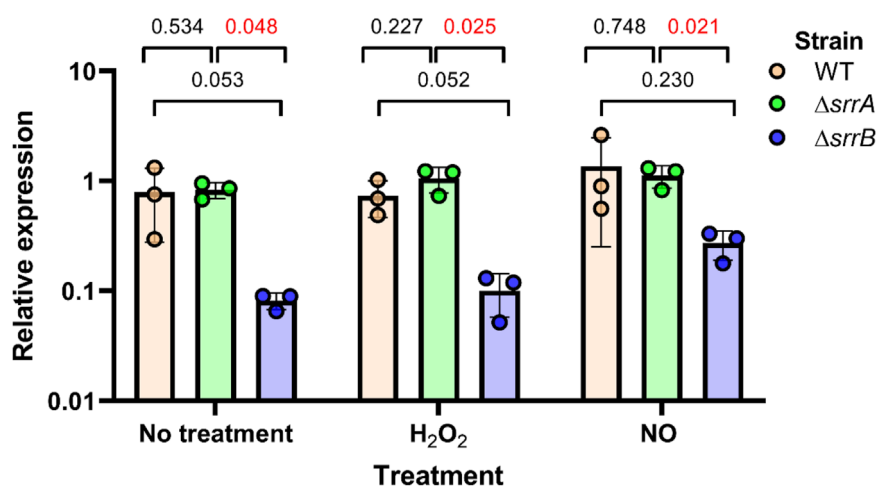 0.534 0.048 0.227 0.025 0.748 0.021
0.053 0.052 0.230
Strain
WT
ΔsrrA
ΔsrrB
10
1
0.1
0.01
Relative expression
No treatment H₂O₂ NO
Treatment